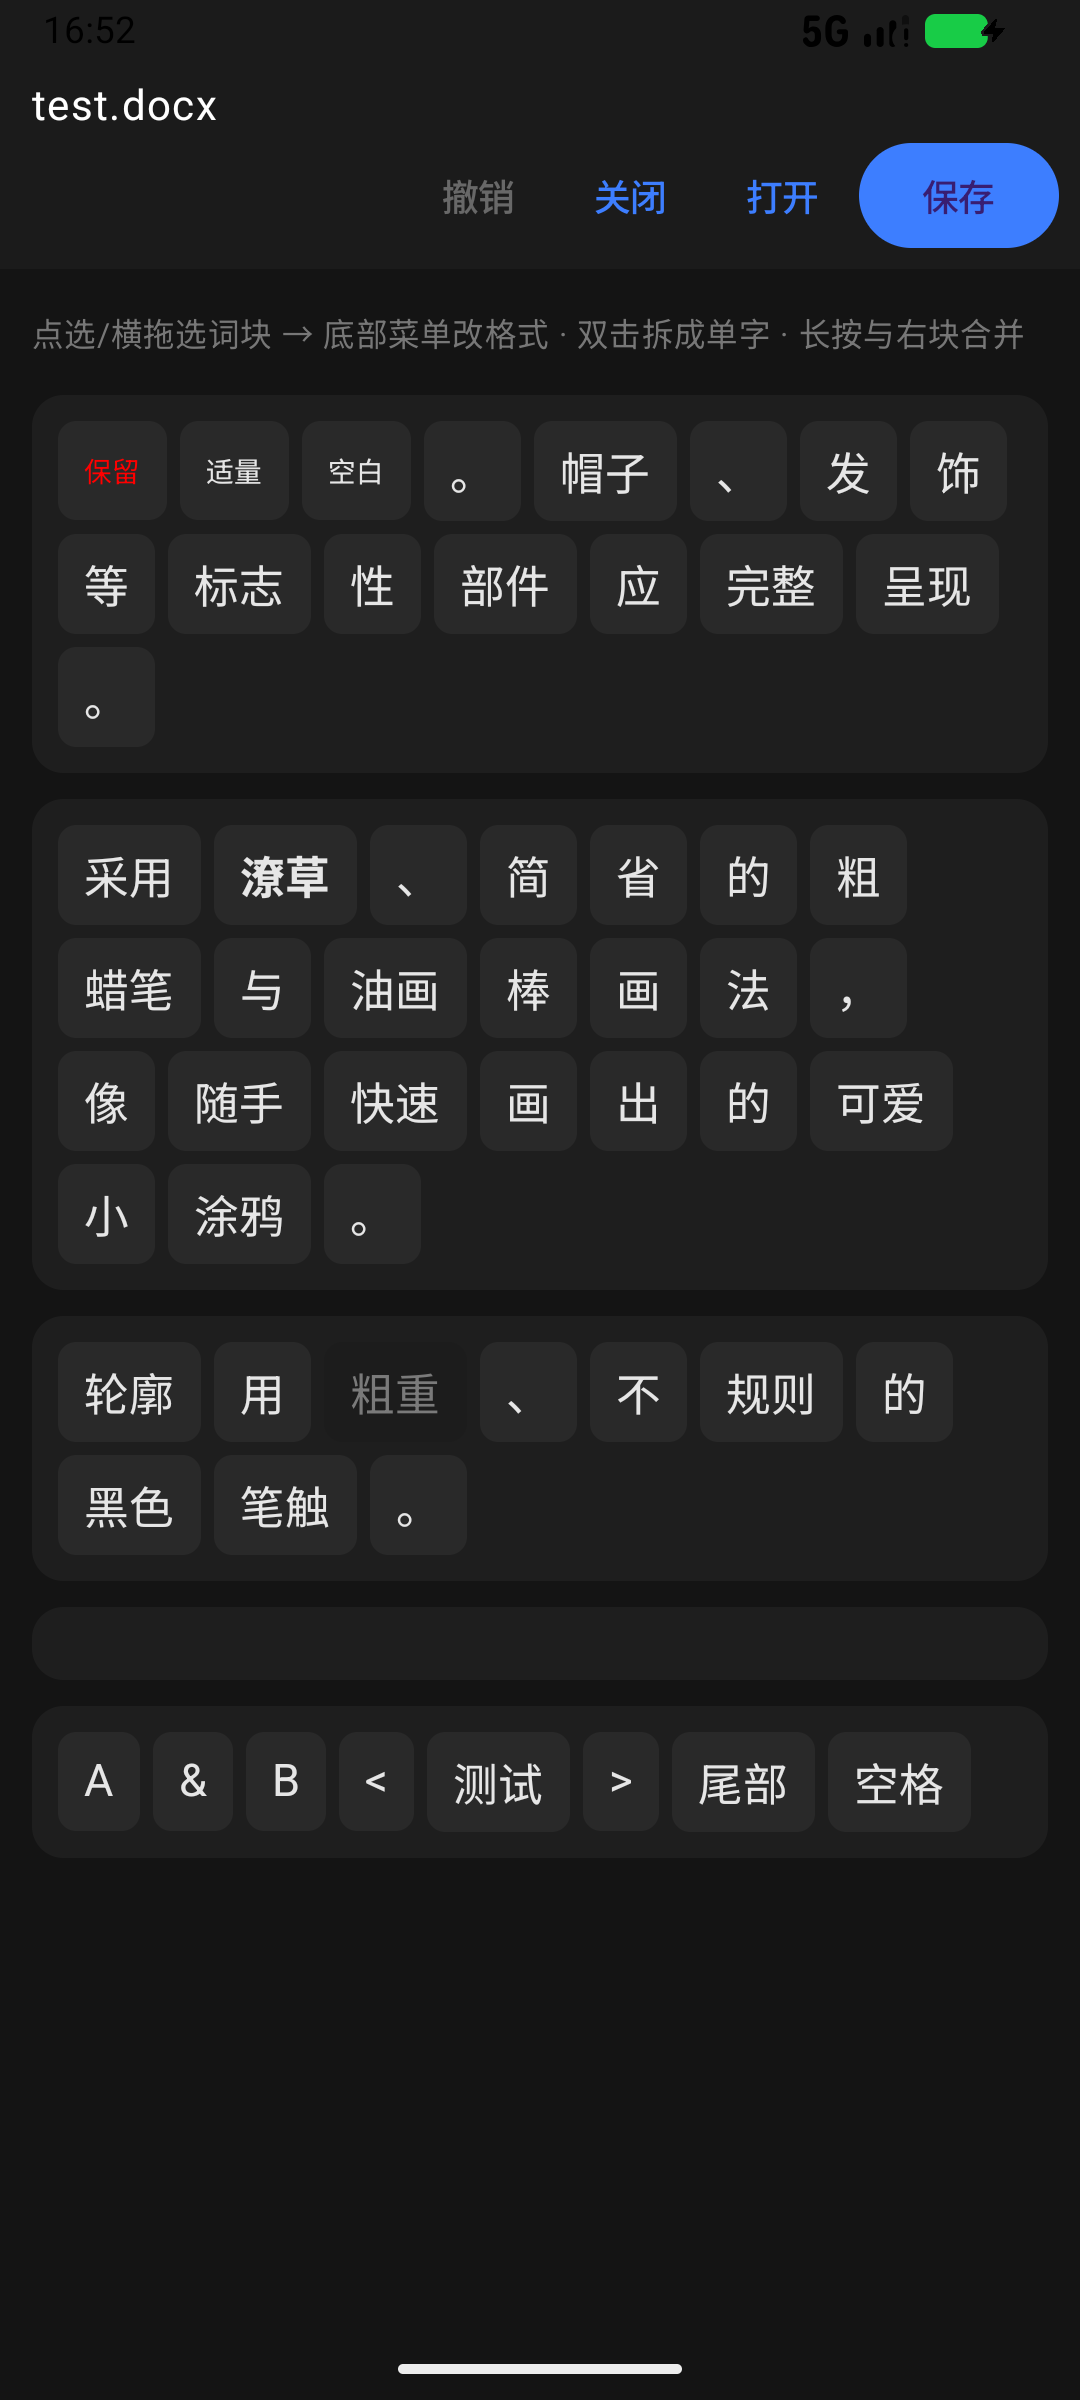 16:52 5G
test.docx
撤销 关闭 打开 保存
点选/横拖选词块 → 底部菜单改格式 · 双击拆成单字 · 长按与右块合并
保留 适量 空白 。 帽子 、 发 饰
等 标志 性 部件 应 完整 呈现
。
采用 潦草 、 简 省 的 粗
蜡笔 与 油画 棒 画 法 ，
像 随手 快速 画 出 的 可爱
小 涂鸦 。
轮廓 用 粗重 、 不 规则 的
黑色 笔触 。
A & B < 测试 > 尾部 空格